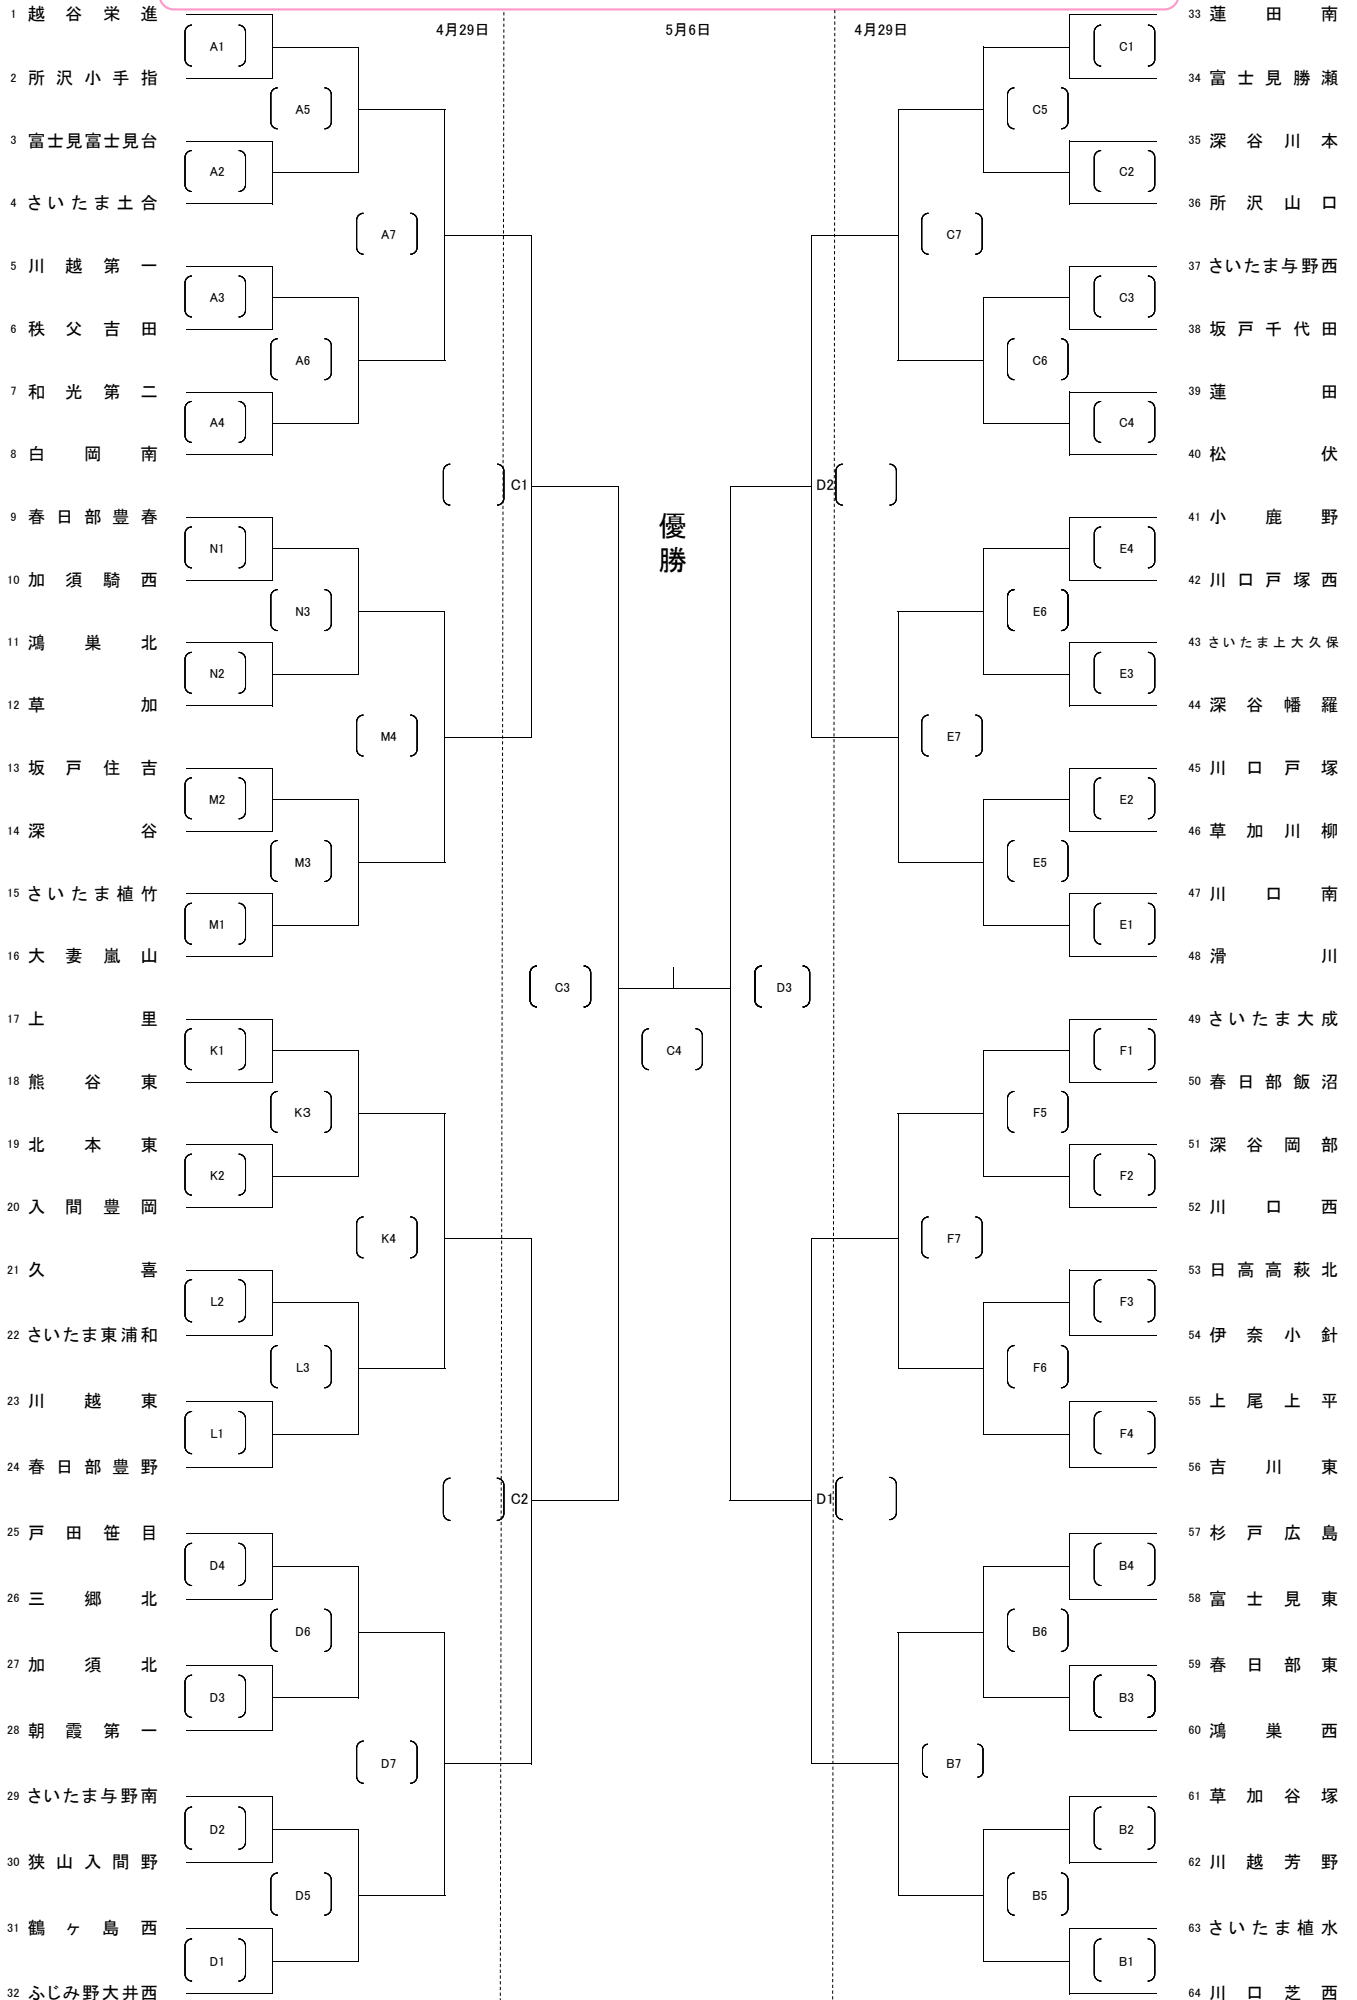 4月29日
5月6日
4月29日
1 越谷栄進
A1
2 所沢小手指
A5
3 富士見富士見台
A2
4 さいたま土合
A7
5 川越第一
A3
6 秩父吉田
A6
7 和光第二
A4
8 白岡南
C1
9 春日部豊春
N1
10 加須騎西
N3
11 鴻巣北
N2
12 草加
M4
13 坂戸住吉
M2
14 深谷
M3
15 さいたま植竹
M1
16 大妻嵐山
C3
17 上里
K1
18 熊谷東
K3
19 北本東
K2
20 入間豊岡
K4
21 久喜
L2
22 さいたま東浦和
L3
23 川越東
L1
24 春日部豊野
C2
25 戸田笹目
D4
26 三郷北
D6
27 加須北
D3
28 朝霞第一
D7
29 さいたま与野南
D2
30 狭山入間野
D5
31 鶴ヶ島西
D1
32 ふじみ野大井西
優勝
C4
33 蓮田南
C1
34 富士見勝瀬
C5
35 深谷川本
C2
36 所沢山口
C7
37 さいたま与野西
C3
38 坂戸千代田
C6
39 蓮田
C4
40 松伏
D2
41 小鹿野
E4
42 川口戸塚西
E6
43 さいたま上大久保
E3
44 深谷幡羅
E7
45 川口戸塚
E2
46 草加川柳
E5
47 川口南
E1
48 滑川
D3
49 さいたま大成
F1
50 春日部飯沼
F5
51 深谷岡部
F2
52 川口西
F7
53 日高高萩北
F3
54 伊奈小針
F6
55 上尾上平
F4
56 吉川東
D1
57 杉戸広島
B4
58 富士見東
B6
59 春日部東
B3
60 鴻巣西
B7
61 草加谷塚
B2
62 川越芳野
B5
63 さいたま植水
B1
64 川口芝西